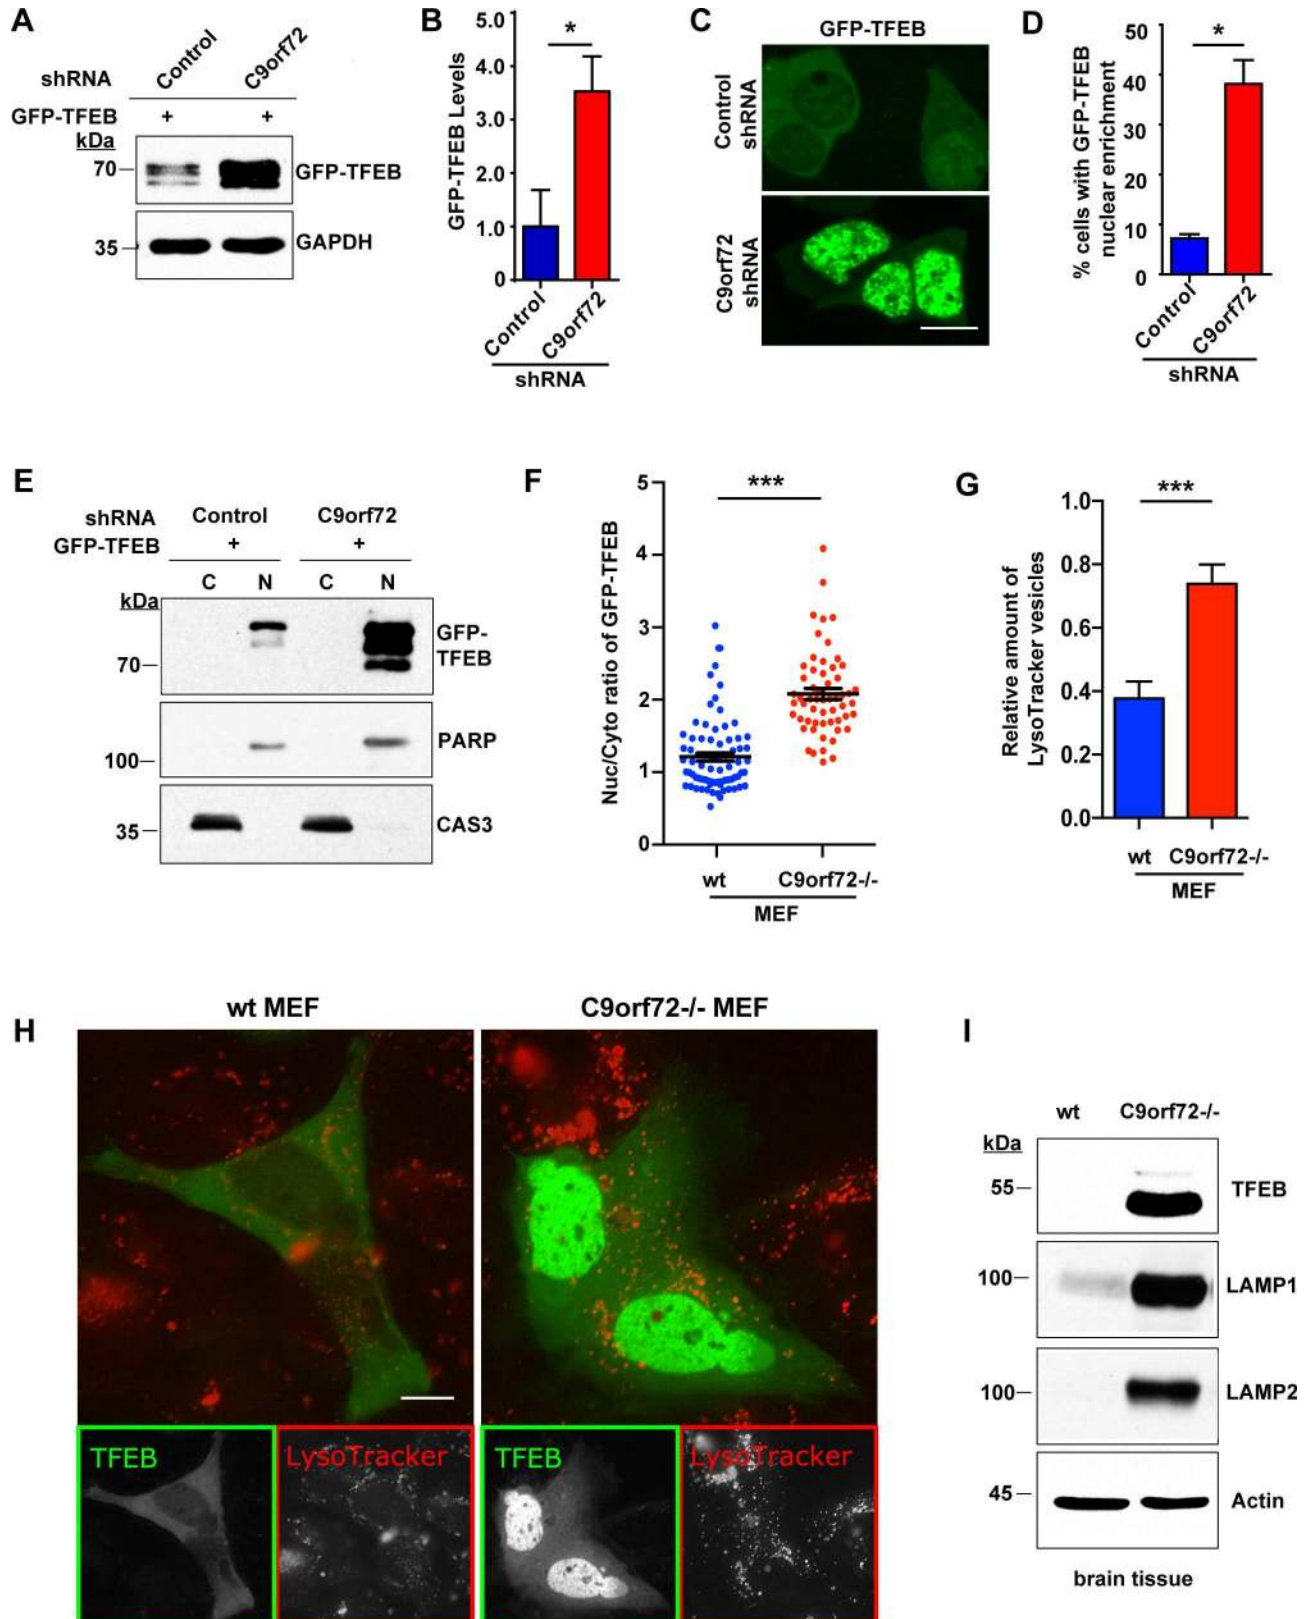 A
shRNA
Control
C9orf72
GFP-TFEB + +
kDa
70
GFP-TFEB
35
GAPDH
B
GFP-TFEB Levels
5.0
4.0
3.0
2.0
1.0
0
*
Control
C9orf72
shRNA
C
GFP-TFEB
Control
shRNA
C9orf72
shRNA
D
% cells with GFP-TFEB
nuclear enrichment
50
40
30
20
10
0
*
Control
C9orf72
shRNA
E
shRNA Control C9orf72
GFP-TFEB + +
C N C N
kDa
70
GFP-
TFEB
100
PARP
35
CAS3
F
Nuc/Cyto ratio of GFP-TFEB
5
4
3
2
1
0
***
wt C9orf72-/-
MEF
G
Relative amount of
LysoTracker vesicles
1.0
0.8
0.6
0.4
0.2
0.0
***
wt C9orf72-/-
MEF
H
wt MEF
C9orf72-/- MEF
TFEB
LysoTracker
TFEB
LysoTracker
I
wt C9orf72-/-
kDa
55
TFEB
100
LAMP1
100
LAMP2
45
Actin
brain tissue